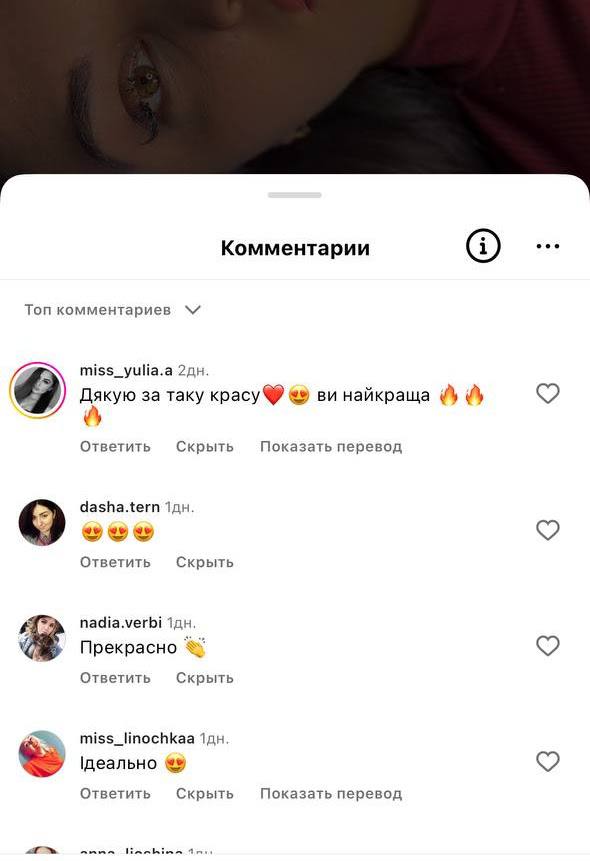 Комментарии
Топ комментариев
miss_yulia.a 2дн.
Дякую за таку красу❤️😍 ви найкраща 🔥🔥
🔥
Ответить Скрыть Показать перевод
dasha.tern 1дн.
😍😍😍
Ответить Скрыть
nadia.verbi 1дн.
Прекрасно 👏
Ответить Скрыть
miss_linochkaa 1дн.
Ідеально 😍
Ответить Скрыть Показать перевод